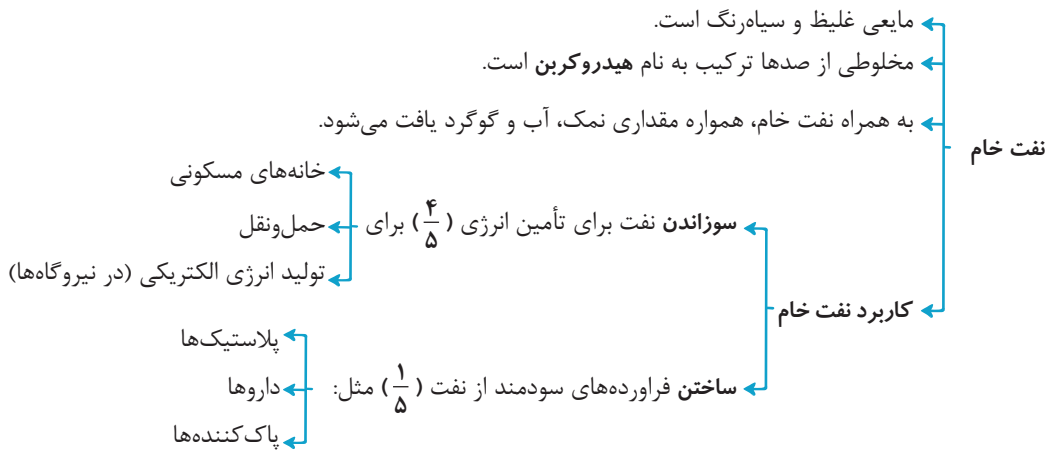 نفت خام
مایعی غلیظ و سیاه‌رنگ است.
مخلوطی از صدها ترکیب به نام هیدروکربن است.
به همراه نفت خام، همواره مقداری نمک، آب و گوگرد یافت می‌شود.
کاربرد نفت خام
سوزاندن نفت برای تأمین انرژی (۴/۵) برای
خانه‌های مسکونی
حمل‌ونقل
تولید انرژی الکتریکی (در نیروگاه‌ها)
ساختن فراورده‌های سودمند از نفت (۱/۵) مثل:
پلاستیک‌ها
داروها
پاک‌کننده‌ها